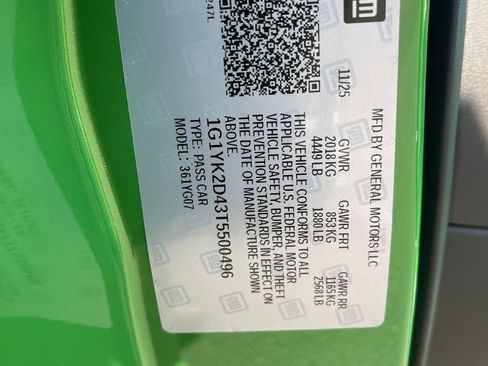 GM
247L
MFD BY GENERAL MOTORS LLC
11/25
GVWR GAWR FRT GAWR RR
2018 KG 853 KG 1165 KG
4449 LB 1880 LB 2568 LB
THIS VEHICLE CONFORMS TO ALL
APPLICABLE U.S. FEDERAL MOTOR
VEHICLE SAFETY, BUMPER, AND THEFT
PREVENTION STANDARDS IN EFFECT ON
THE DATE OF MANUFACTURE SHOWN
ABOVE.
1G1YK2D43T5500496
TYPE: PASS CAR
MODEL: 361YG07